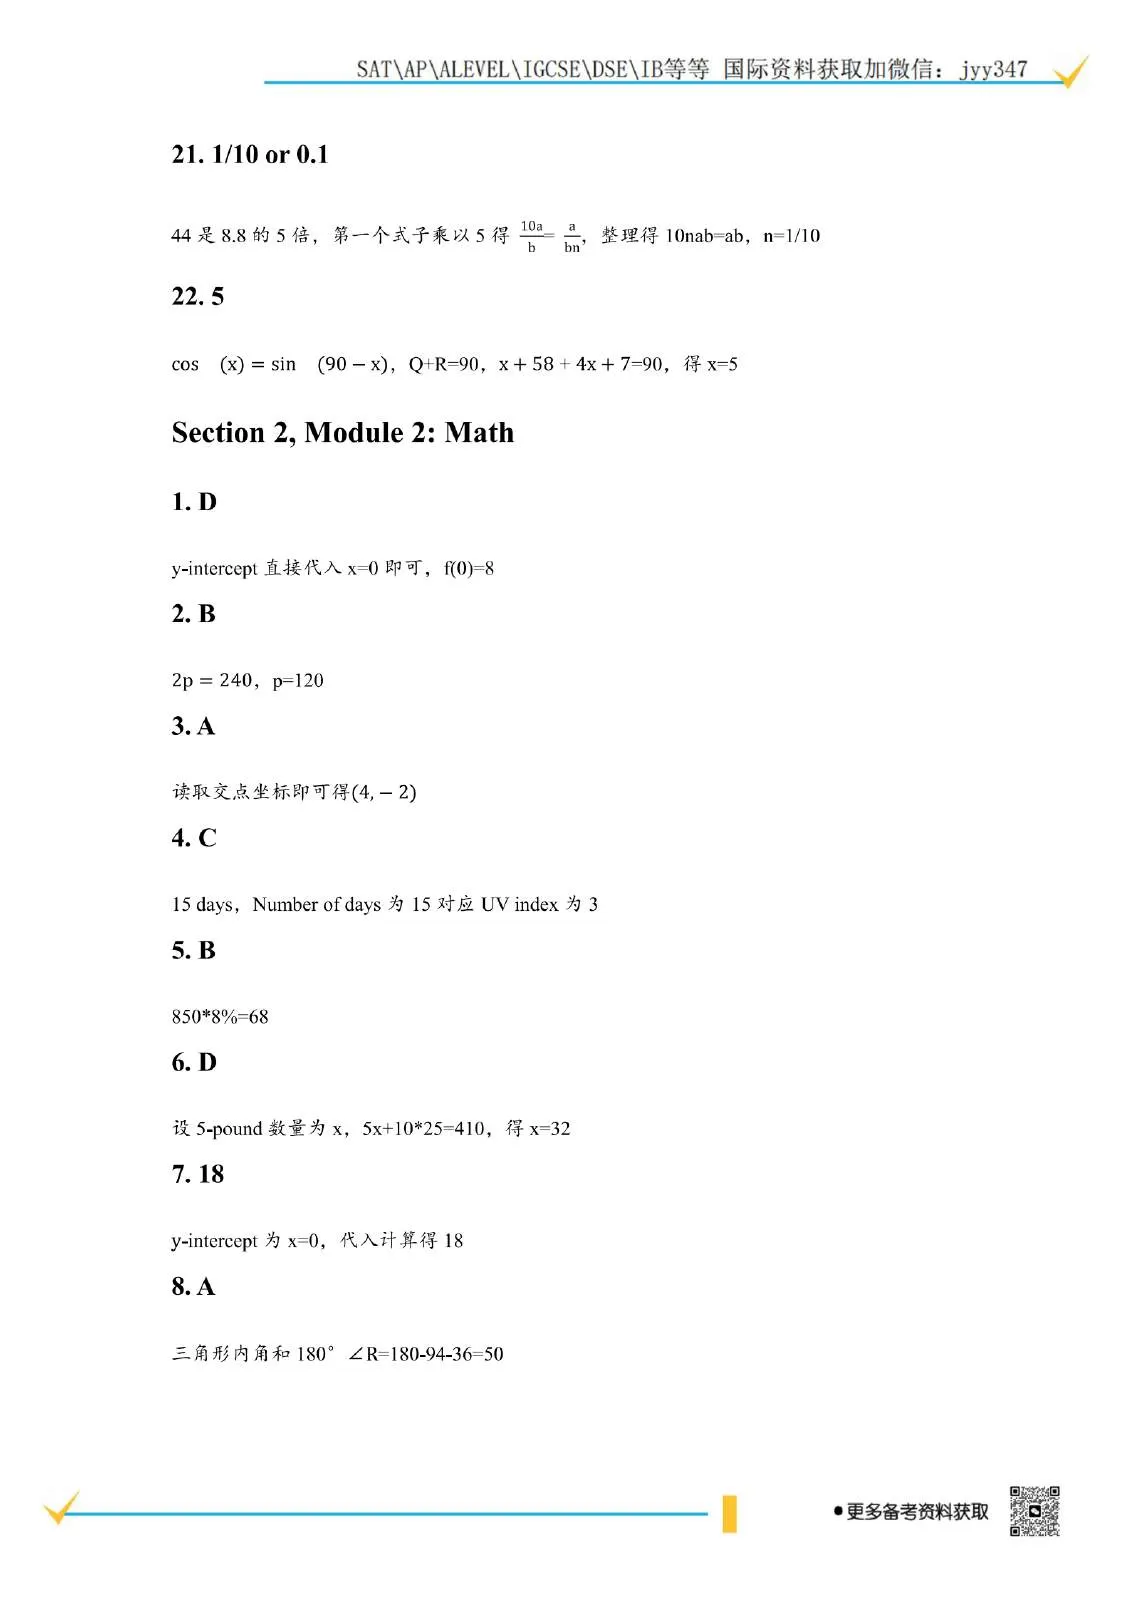 SAT\AP\ALEVEL\IGCSE\DSE\IB等等 国际资料获取加微信：jyy347
21. 1/10 or 0.1
44 是 8.8 的 5 倍，第一个式子乘以 5 得 10a/b = a/bn，整理得 10nab=ab，n=1/10
22. 5
cos (x) = sin (90 − x)，Q+R=90，x + 58 + 4x + 7=90，得 x=5
Section 2, Module 2: Math
1. D
y-intercept 直接代入 x=0 即可，f(0)=8
2. B
2p = 240，p=120
3. A
读取交点坐标即可得(4, − 2)
4. C
15 days，Number of days 为 15 对应 UV index 为 3
5. B
850*8%=68
6. D
设 5-pound 数量为 x，5x+10*25=410，得 x=32
7. 18
y-intercept 为 x=0，代入计算得 18
8. A
三角形内角和 180° ∠R=180-94-36=50
•更多备考资料获取